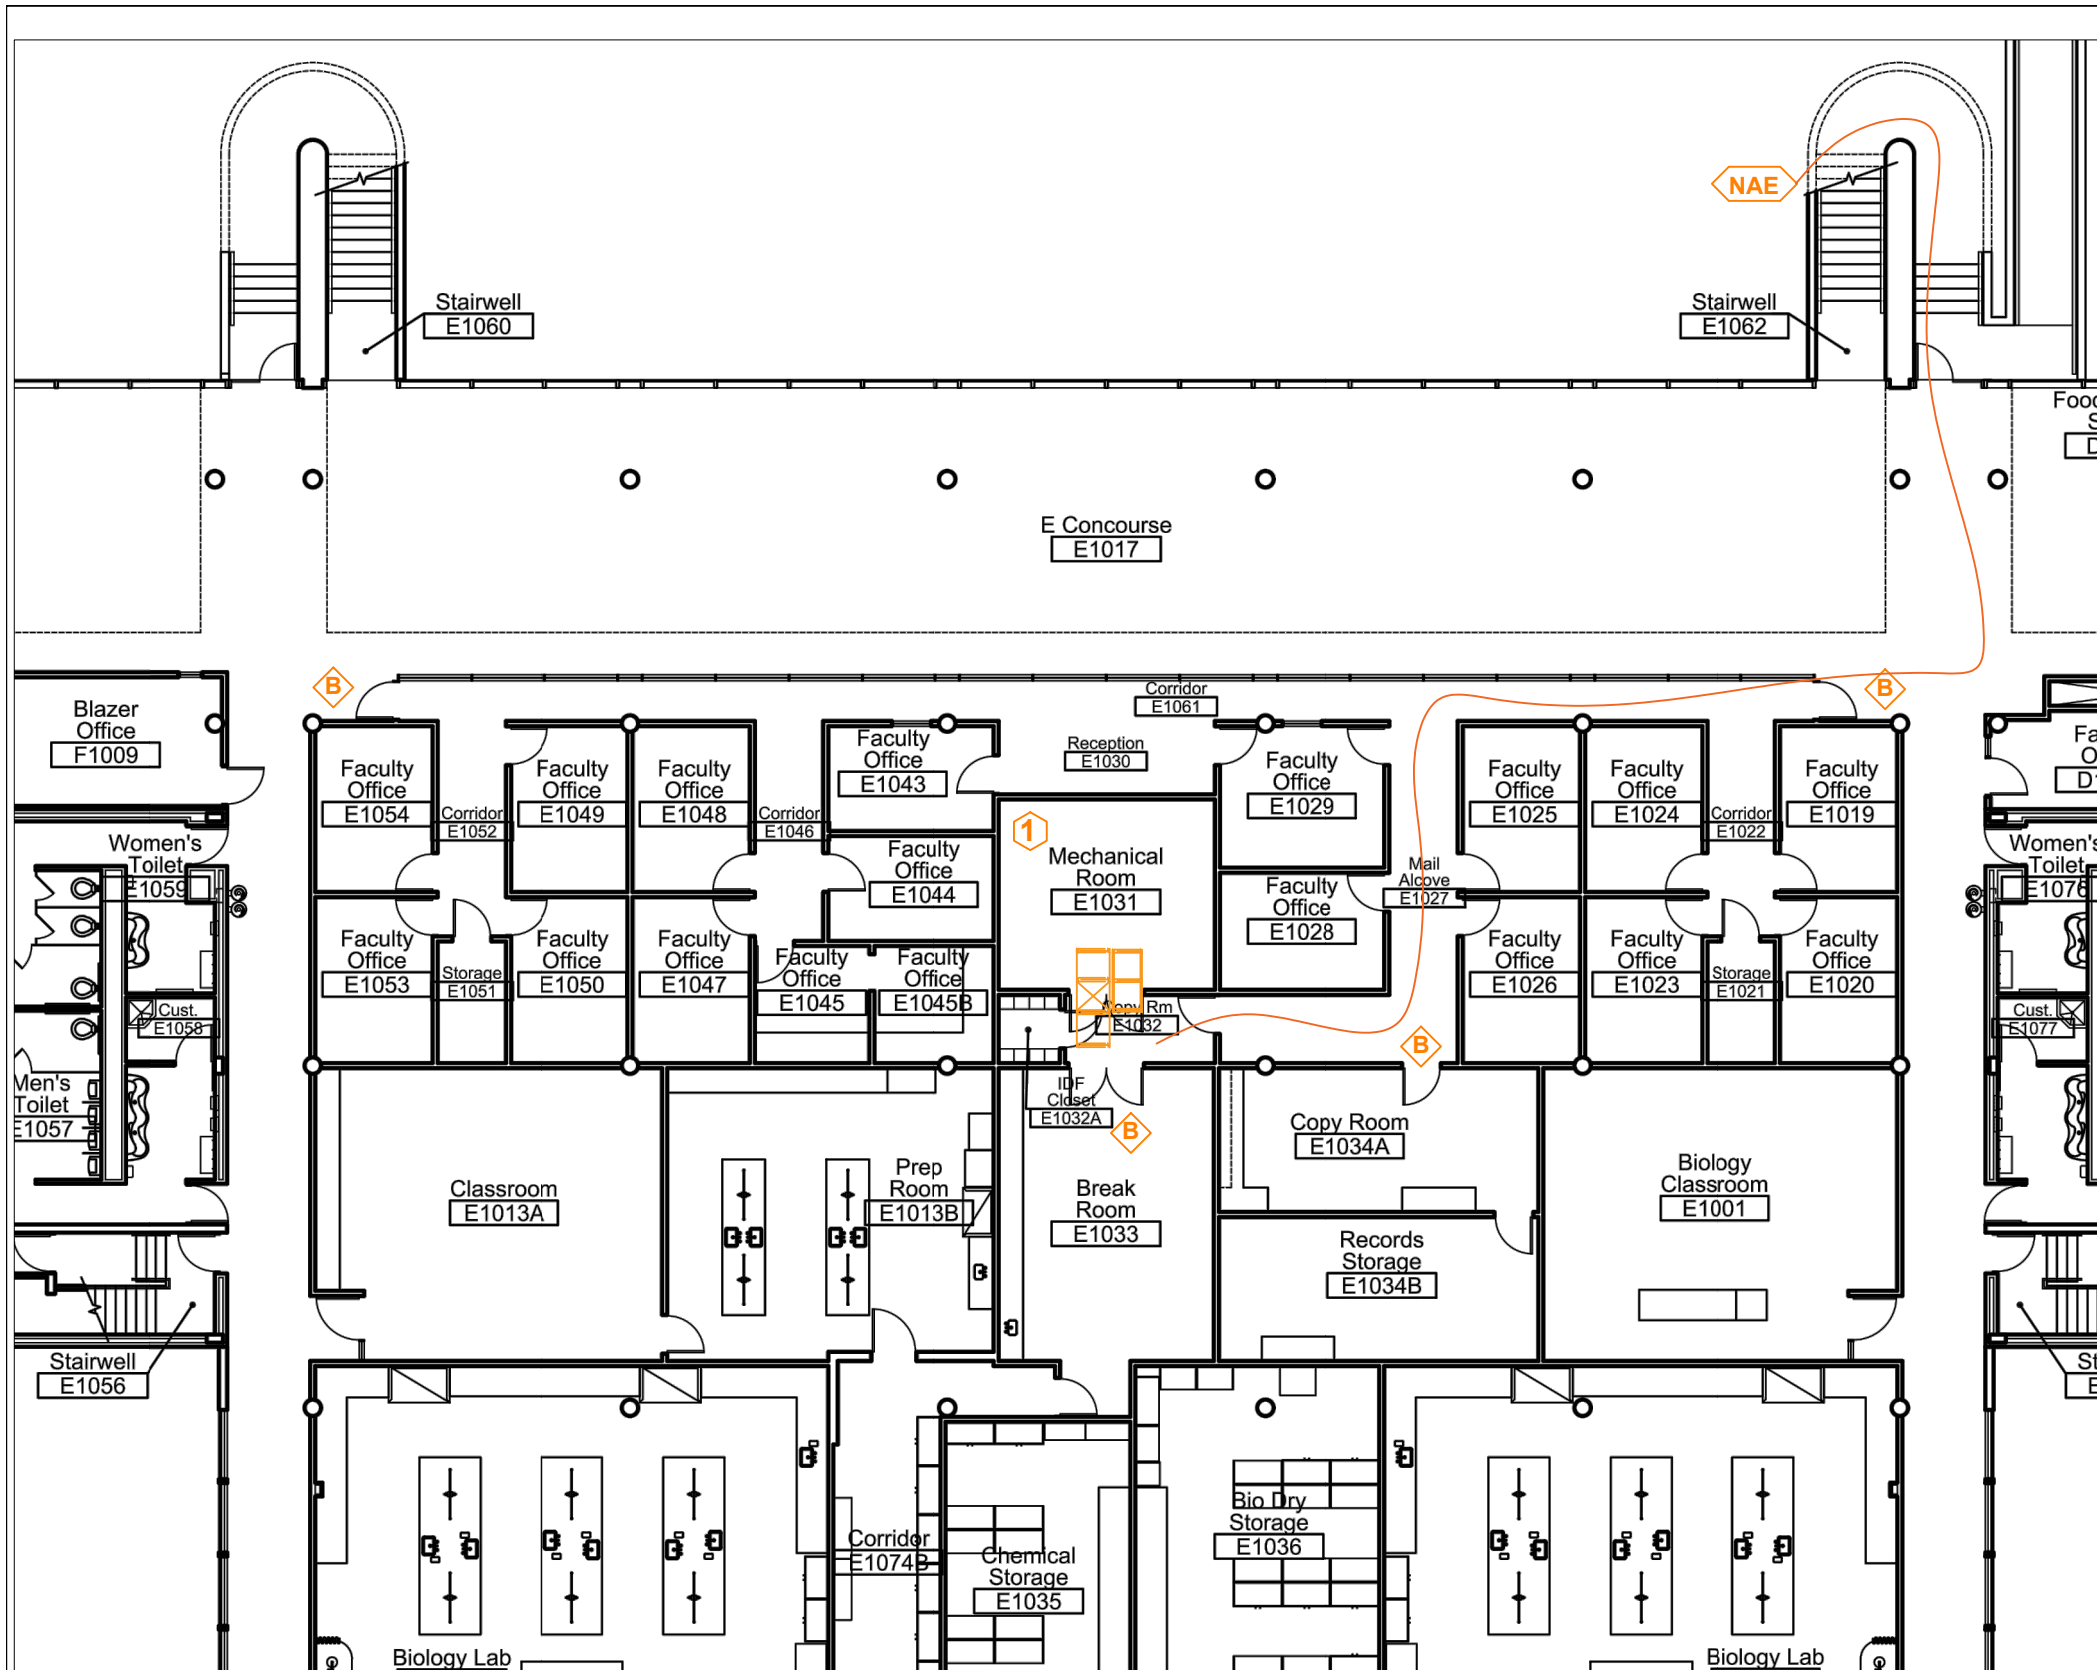 NAE
Stairwell
E1060
Stairwell
E1062
E Concourse
E1017
B
Corridor
E1061
B
Blazer
Office
F1009
Reception
E1030
Faculty
Office
E1043
Faculty
Office
E1029
Faculty
Office
E1054
Corridor
E1052
Faculty
Office
E1049
Faculty
Office
E1048
Corridor
E1046
Faculty
Office
E1025
Faculty
Office
E1024
Corridor
E1022
Faculty
Office
E1019
1
Mechanical
Room
E1031
Women's
Toilet
E1059
Faculty
Office
E1044
Mail
Alcove
E1027
Faculty
Office
E1028
Women's
Toilet
Faculty
Office
E1053
Storage
E1051
Faculty
Office
E1050
Faculty
Office
E1047
Faculty
Office
E1045
Faculty
Office
E1045B
Faculty
Office
E1026
Faculty
Office
E1023
Storage
E1021
Faculty
Office
E1020
Cust.
E1058
Copy Rm
E1032
B
Cust.
E1077
Men's
Toilet
E1057
IDF
Closet
E1032A
B
Copy Room
E1034A
Classroom
E1013A
Prep
Room
E1013B
Break
Room
E1033
Biology
Classroom
E1001
Records
Storage
E1034B
Stairwell
E1056
Corridor
E1074B
Chemical
Storage
E1035
Bio Dry
Storage
E1036
Biology Lab
Biology Lab